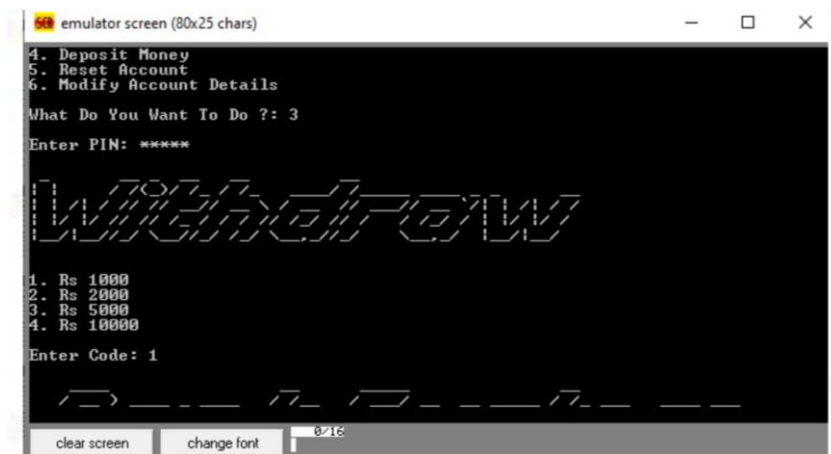 emulator screen (80x25 chars)
4. Deposit Money
5. Reset Account
6. Modify Account Details
What Do You Want To Do ?: 3
Enter PIN: *****
Withdraw
1. Rs 1000
2. Rs 2000
3. Rs 5000
4. Rs 10000
Enter Code: 1
clear screen
change font
0/16